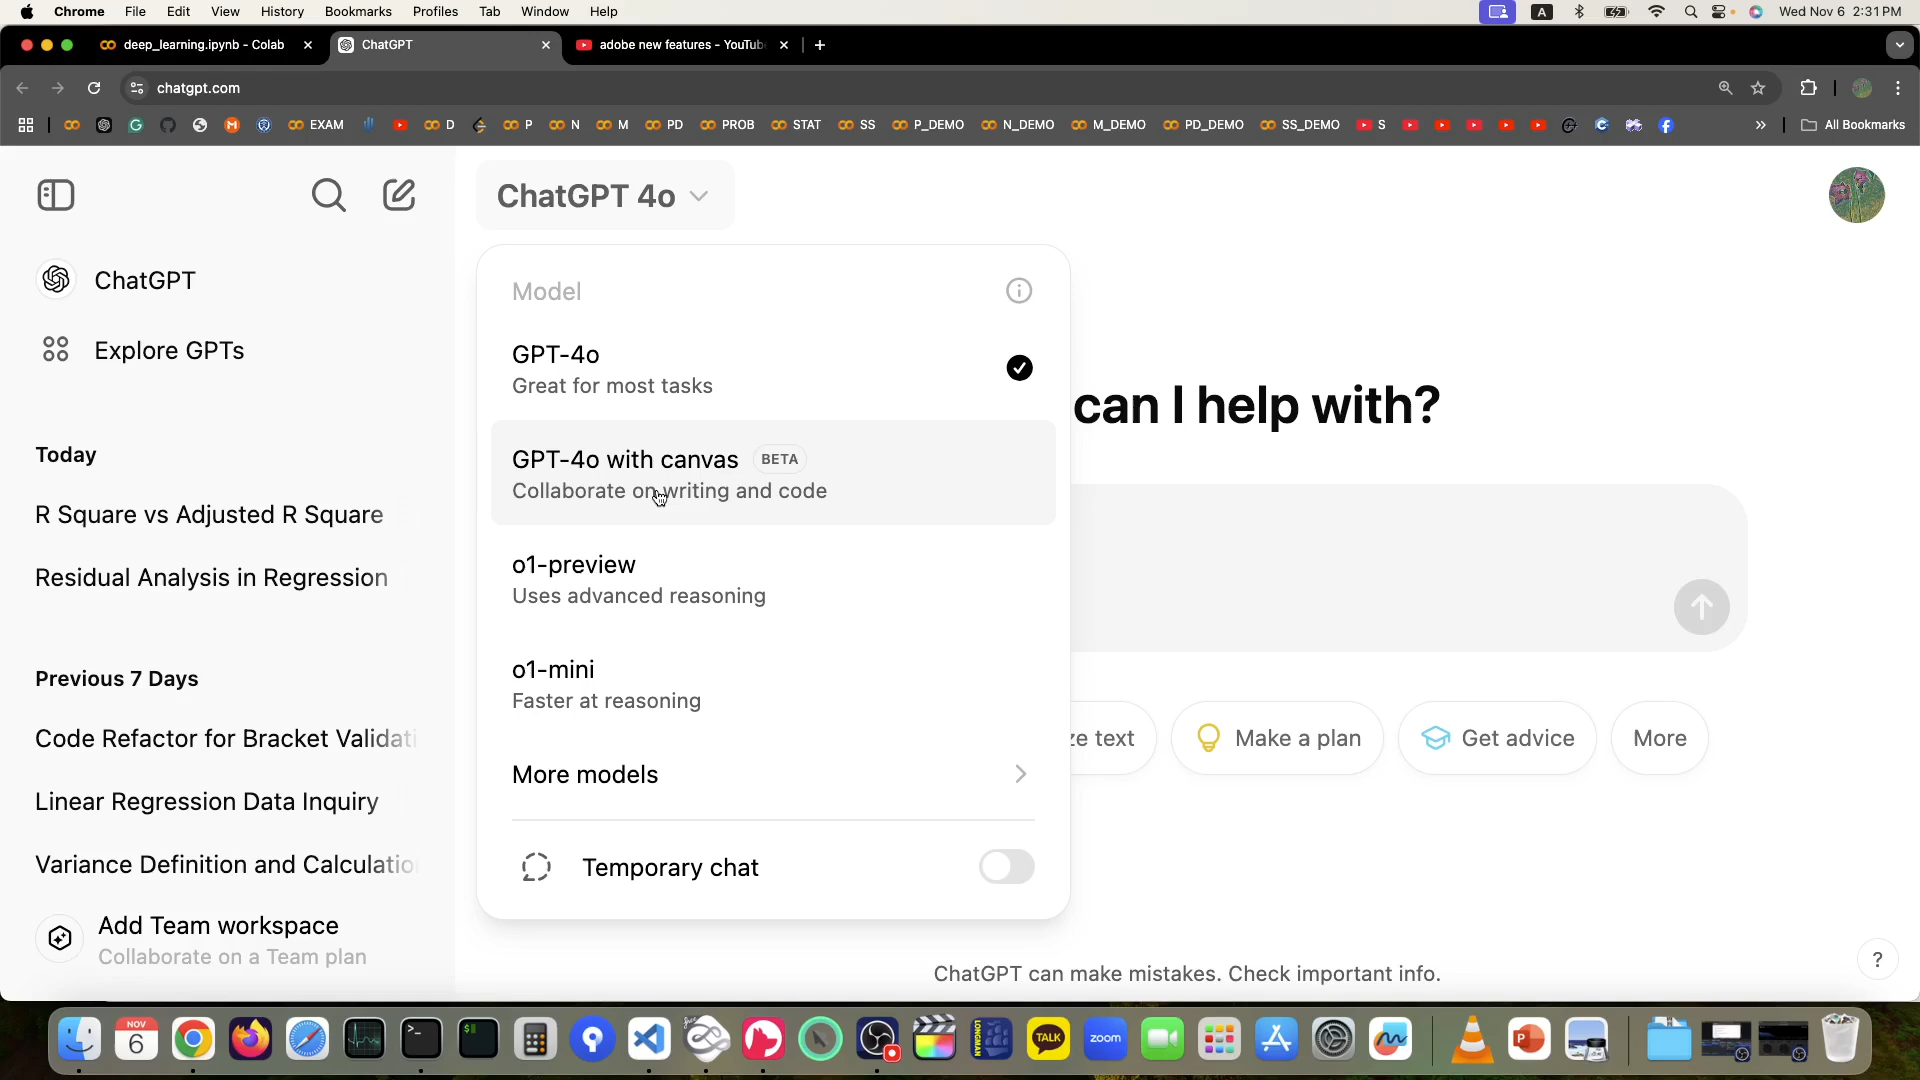 Chrome File Edit View History Bookmarks Profiles Tab Window Help A Wed Nov 6 2:31 PM
deep_learning.ipynb - Colab ChatGPT adobe new features - YouTub
chatgpt.com
EXAM D P N M PD PROB STAT SS P_DEMO N_DEMO M_DEMO PD_DEMO SS_DEMO S » All Bookmarks
ChatGPT 4o
ChatGPT
Explore GPTs
Today
R Square vs Adjusted R Square
Residual Analysis in Regression
Previous 7 Days
Code Refactor for Bracket Validati
Linear Regression Data Inquiry
Variance Definition and Calculatio
Add Team workspace
Collaborate on a Team plan
Model
GPT-4o
Great for most tasks
GPT-4o with canvas BETA
Collaborate on writing and code
o1-preview
Uses advanced reasoning
o1-mini
Faster at reasoning
More models
Temporary chat
can I help with?
ze text Make a plan Get advice More
ChatGPT can make mistakes. Check important info.
?
NOV
6
LONGMAN
TALK
zoom